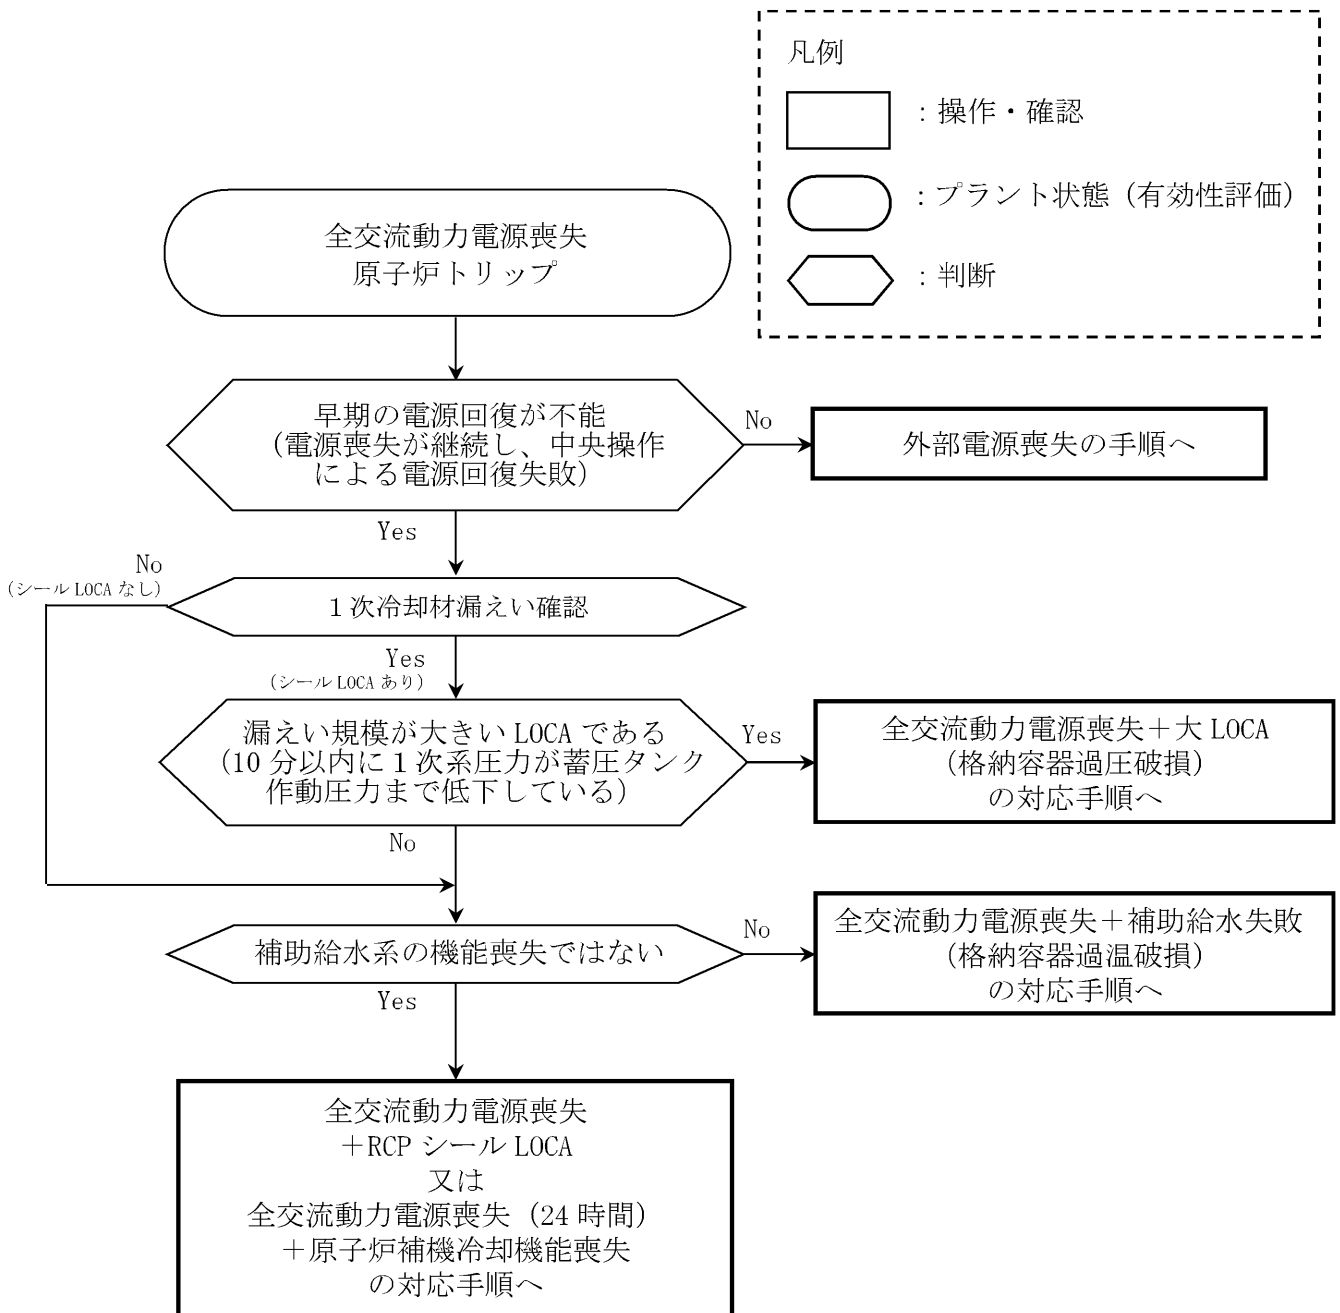 凡例
：操作・確認
：プラント状態（有効性評価）
：判断
全交流動力電源喪失
原子炉トリップ
早期の電源回復が不能
（電源喪失が継続し、中央操作
による電源回復失敗）
No
外部電源喪失の手順へ
Yes
No
（シール LOCA なし）
１次冷却材漏えい確認
Yes
（シール LOCA あり）
漏えい規模が大きい LOCA である
（10 分以内に１次系圧力が蓄圧タンク
作動圧力まで低下している）
Yes
全交流動力電源喪失＋大 LOCA
（格納容器過圧破損）
の対応手順へ
No
補助給水系の機能喪失ではない
No
全交流動力電源喪失＋補助給水失敗
（格納容器過温破損）
の対応手順へ
Yes
全交流動力電源喪失
＋RCP シール LOCA
又は
全交流動力電源喪失（24 時間）
＋原子炉補機冷却機能喪失
の対応手順へ